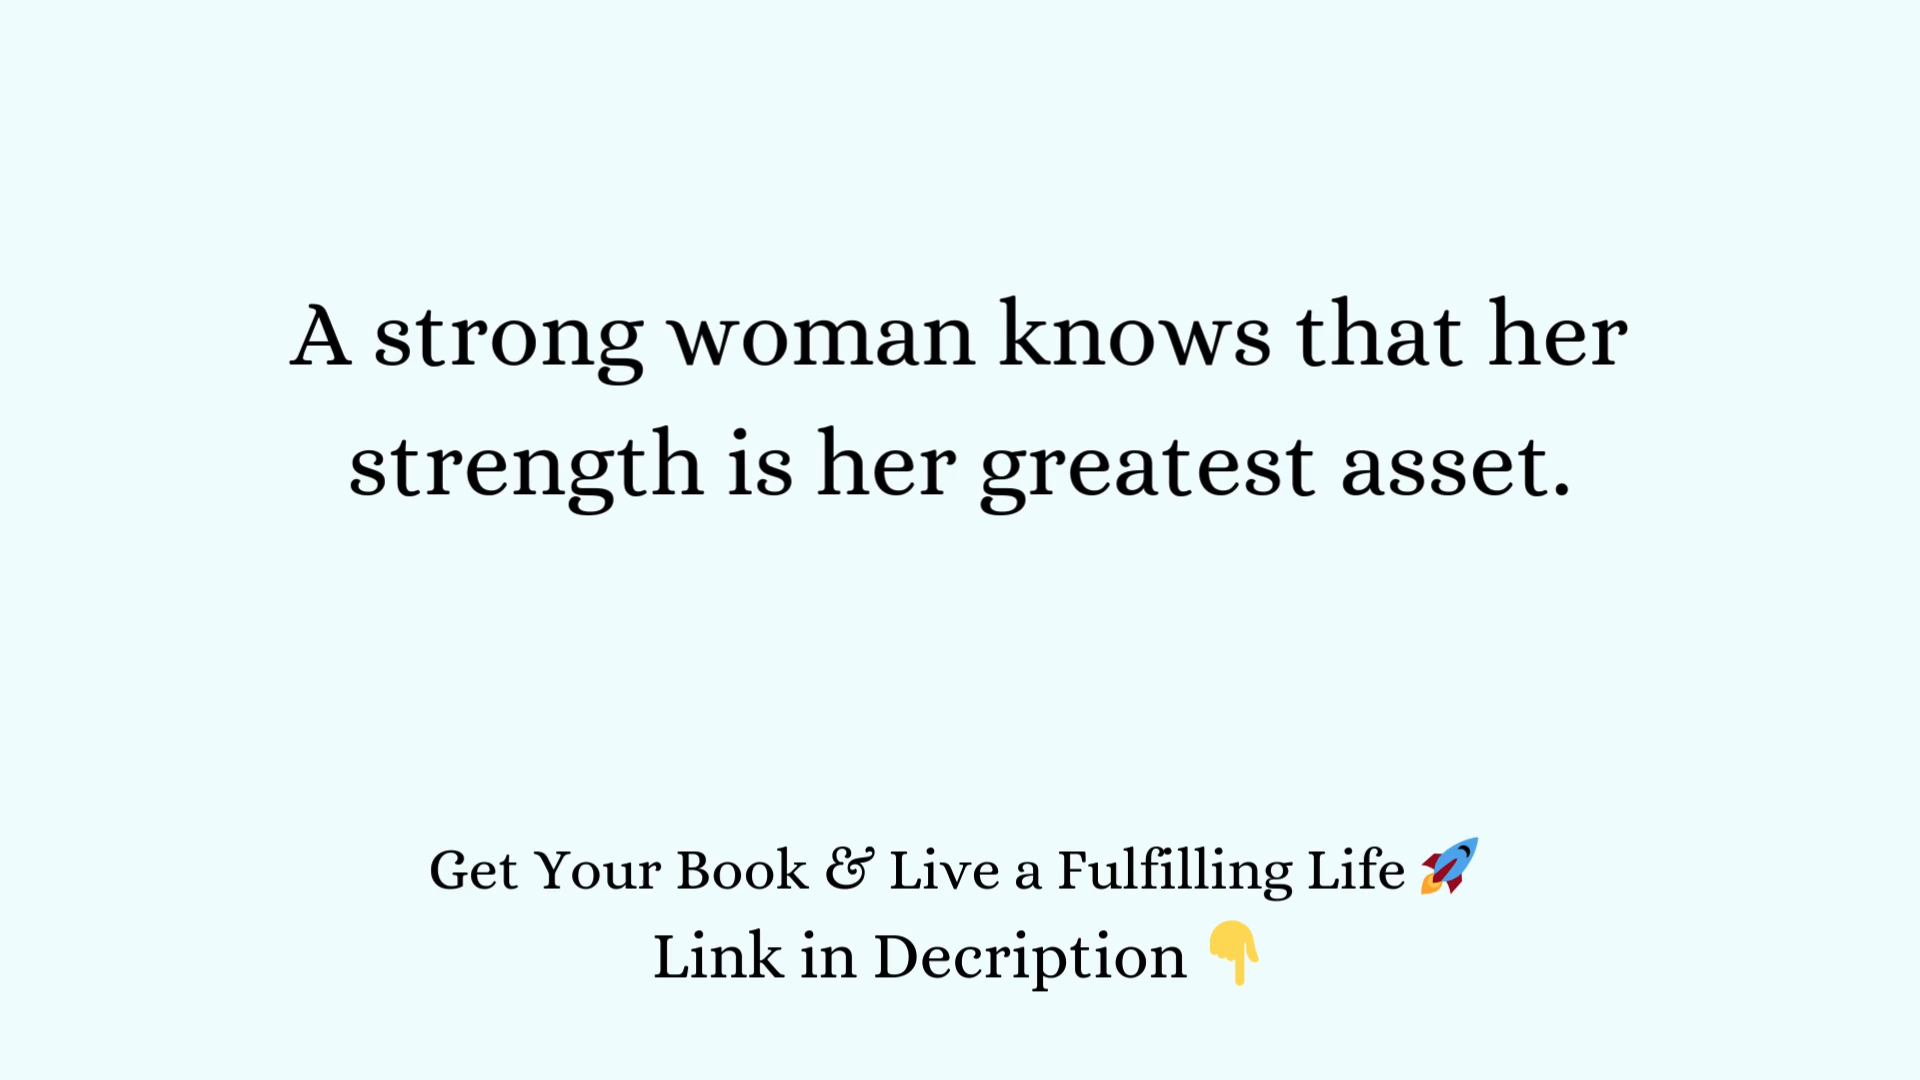 A strong woman knows that her
strength is her greatest asset.
Get Your Book & Live a Fulfilling Life 🚀
Link in Decription 👇